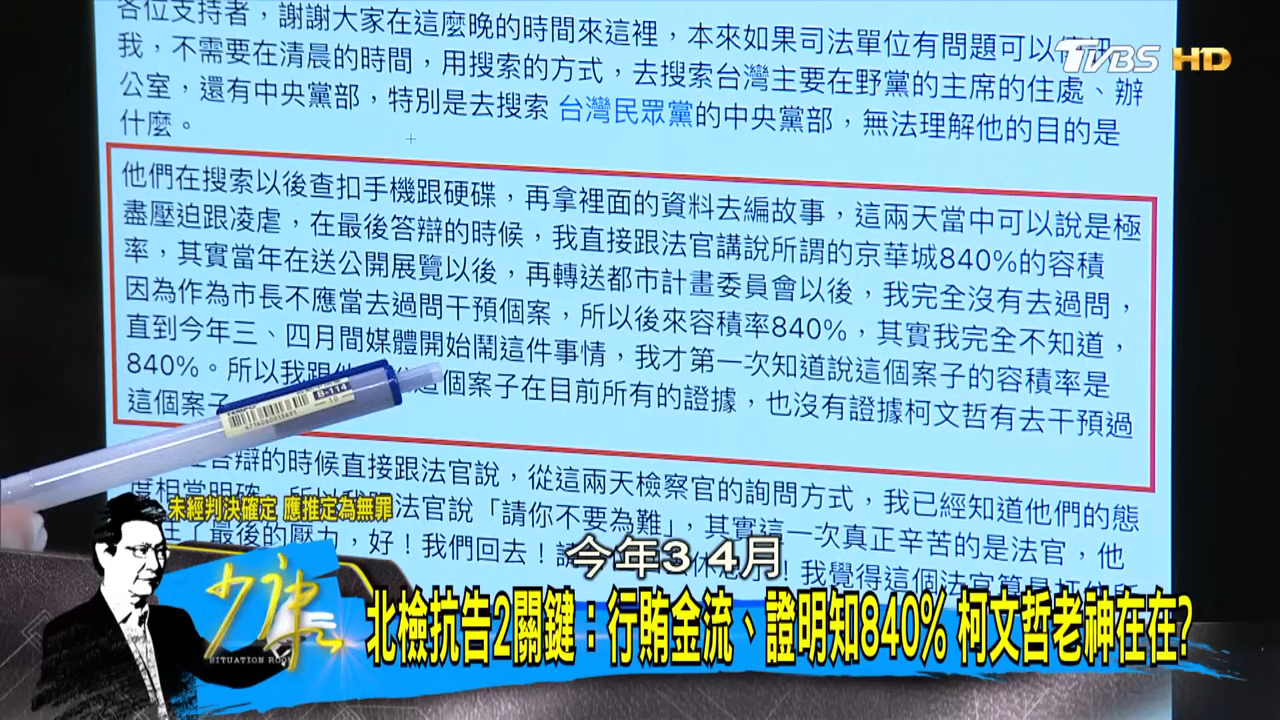 各位支持者，謝謝大家在這麼晚的時間來這裡，本來如果司法單位有問題可以
TVBS HD
我，不需要在清晨的時間，用搜索的方式，去搜索台灣主要在野黨的主席的住處、辦
公室，還有中央黨部，特別是去搜索 台灣民眾黨的中央黨部，無法理解他的目的是
什麼。
他們在搜索以後查扣手機跟硬碟，再拿裡面的資料去編故事，這兩天當中可以說是極
盡壓迫跟凌虐，在最後答辯的時候，我直接跟法官講說所謂的京華城840%的容積
率，其實當年在送公開展覽以後，再轉送都市計畫委員會以後，我完全沒有去過問，
因為作為市長不應當去過問干預個案，所以後來容積率840%，其實我完全不知道，
直到今年三、四月間媒體開始鬧這件事情，我才第一次知道說這個案子的容積率是
840%。所以我跟 這個案子在目前所有的證據，也沒有證據柯文哲有去干預過
這個案子
B-114
10
答辯的時候直接跟法官說，從這兩天檢察官的詢問方式，我已經知道他們的態
度相當明確 法官說「請你不要為難」，其實這一次真正辛苦的是法官，他
了最後的壓力，好！我們回去！ ！我覺得這個法官算是
未經判決確定 應推定為無罪
今年3 4月
少康
SITUATION ROOM
北檢抗告2關鍵：行賄金流、證明知840% 柯文哲老神在在?